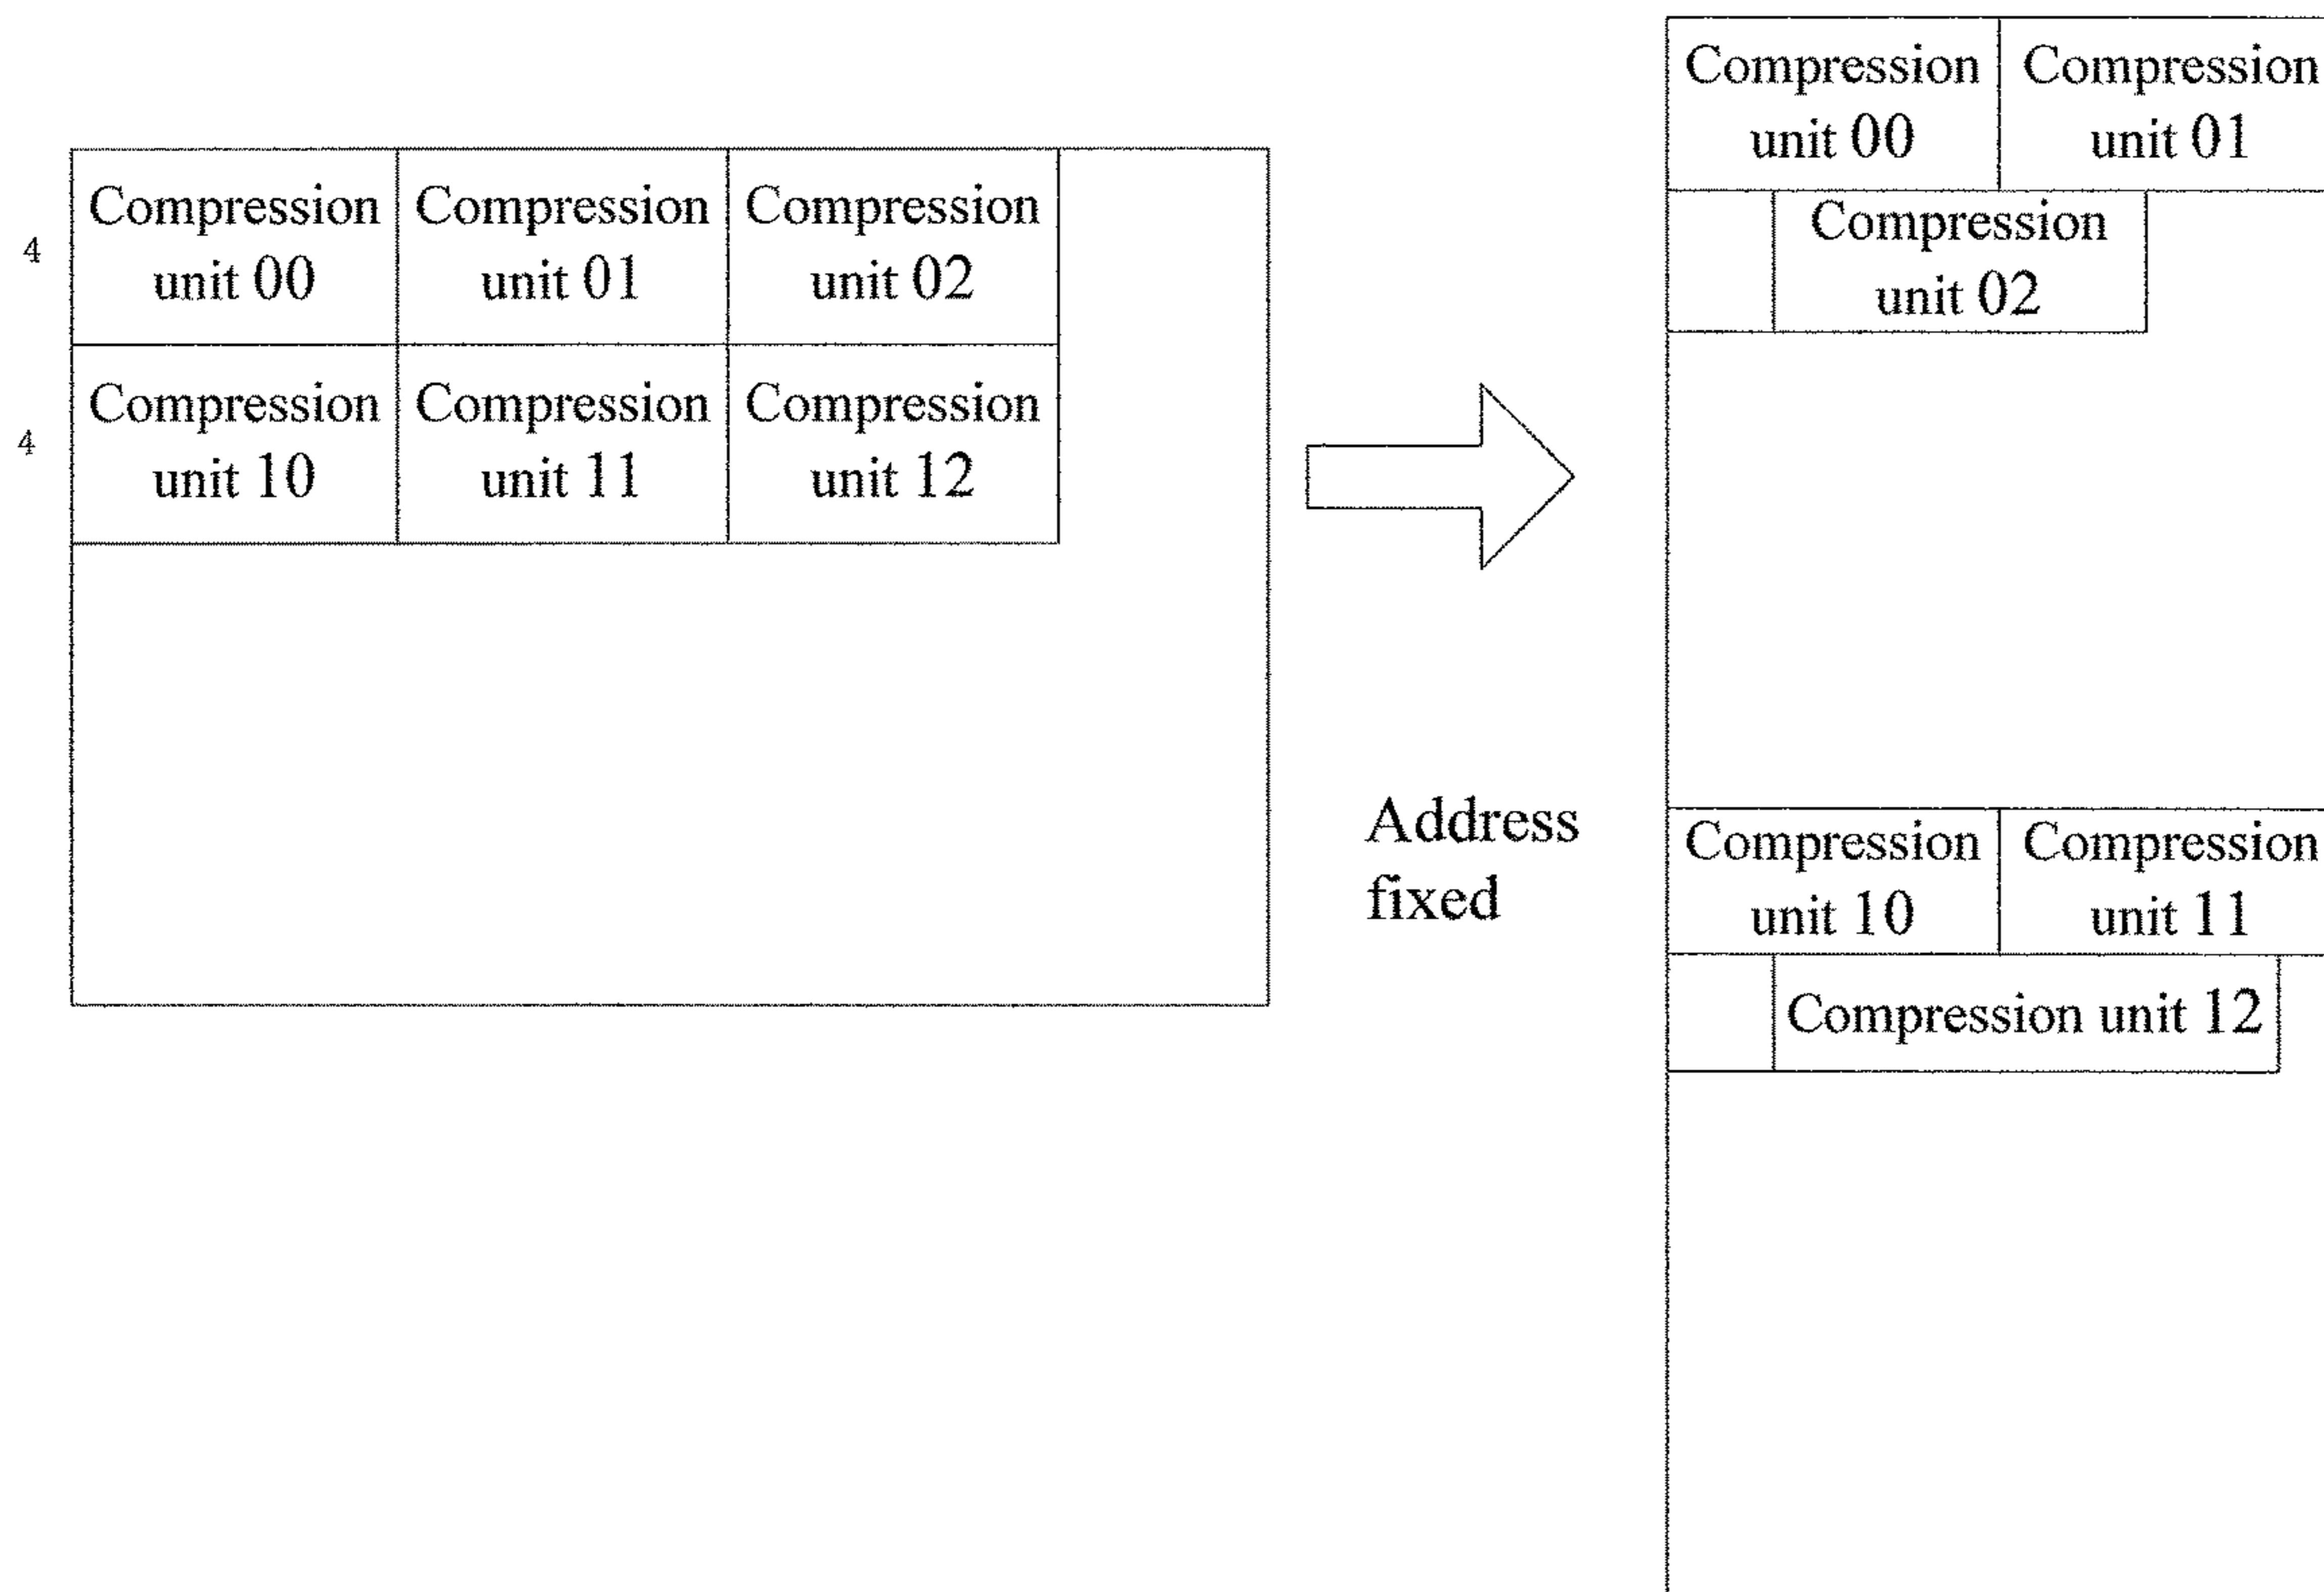 4
Compression
unit 00
Compression
unit 01
Compression
unit 02
4
Compression
unit 10
Compression
unit 11
Compression
unit 12
Address
fixed
Compression
unit 00
Compression
unit 01
Compression
unit 02
Compression
unit 10
Compression
unit 11
Compression unit 12